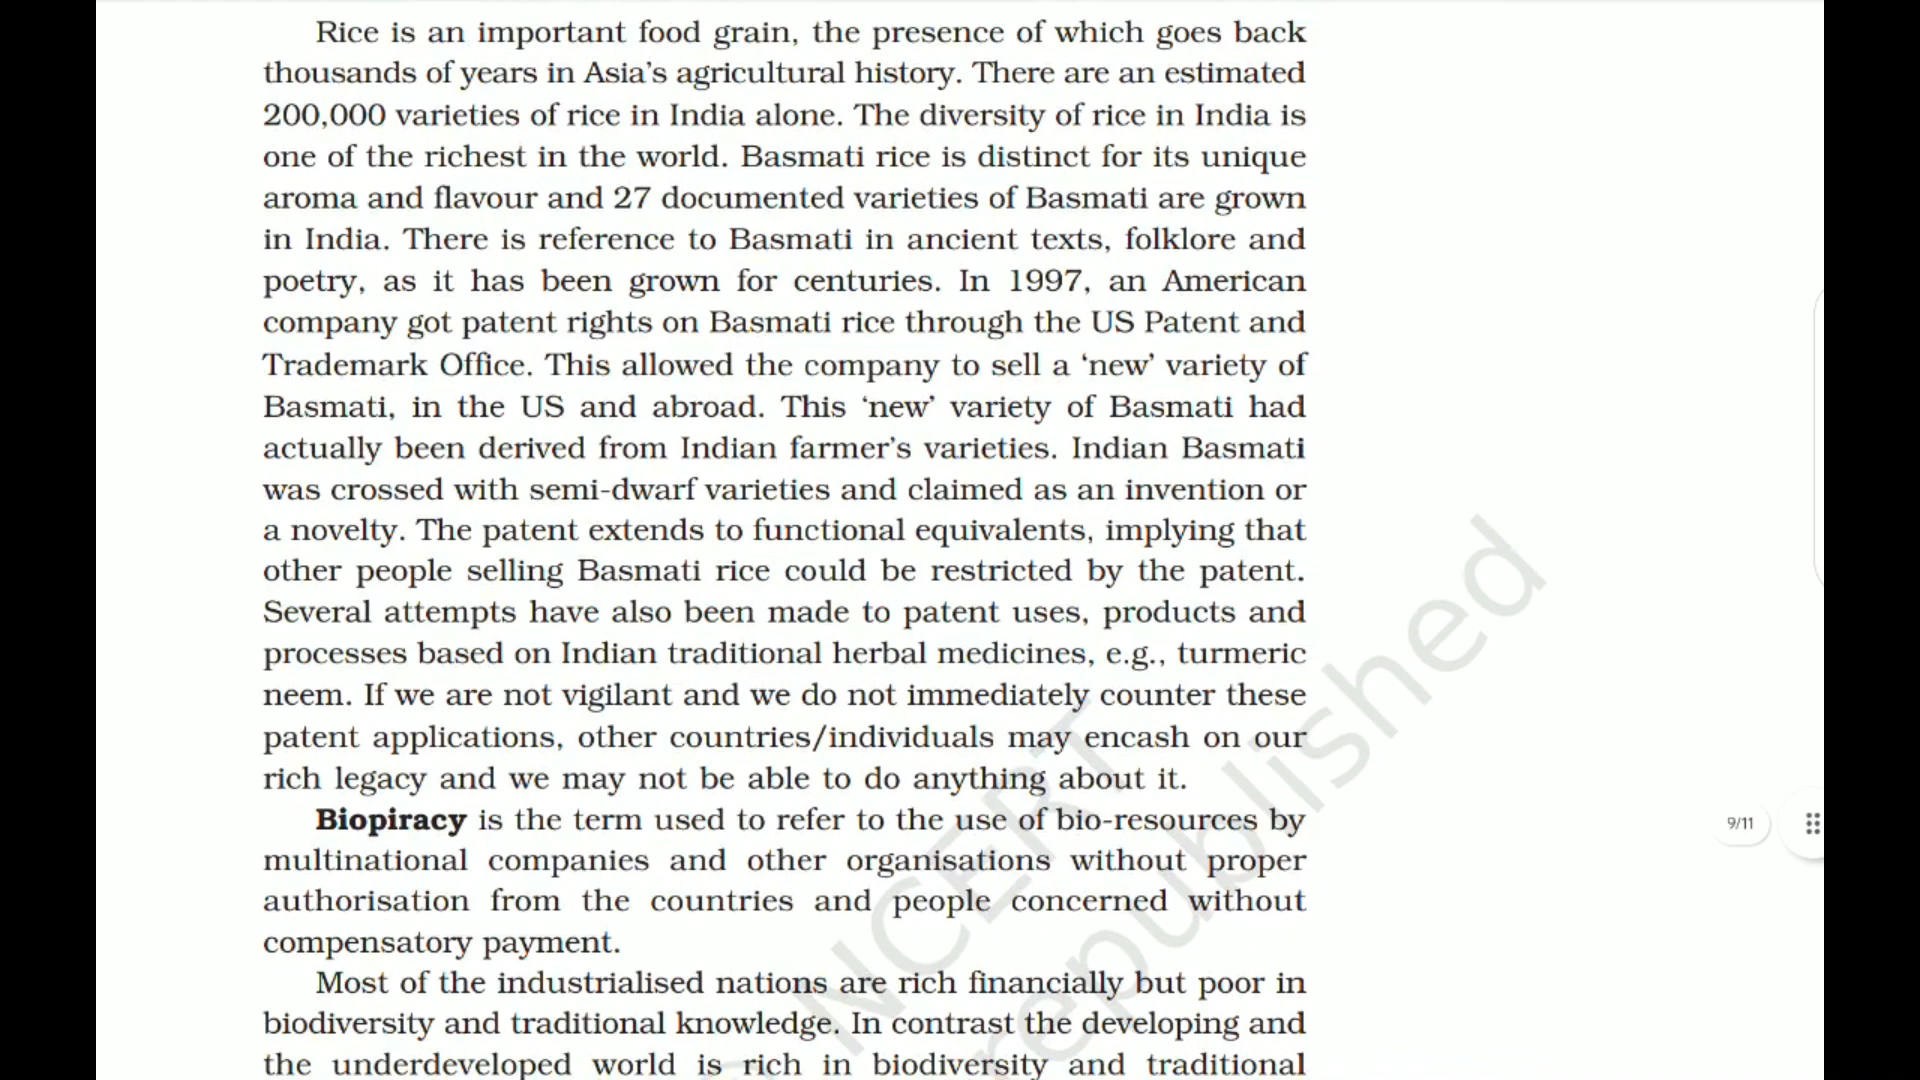 Rice is an important food grain, the presence of which goes back
thousands of years in Asia’s agricultural history. There are an estimated
200,000 varieties of rice in India alone. The diversity of rice in India is
one of the richest in the world. Basmati rice is distinct for its unique
aroma and flavour and 27 documented varieties of Basmati are grown
in India. There is reference to Basmati in ancient texts, folklore and
poetry, as it has been grown for centuries. In 1997, an American
company got patent rights on Basmati rice through the US Patent and
Trademark Office. This allowed the company to sell a ‘new’ variety of
Basmati, in the US and abroad. This ‘new’ variety of Basmati had
actually been derived from Indian farmer’s varieties. Indian Basmati
was crossed with semi-dwarf varieties and claimed as an invention or
a novelty. The patent extends to functional equivalents, implying that
other people selling Basmati rice could be restricted by the patent.
Several attempts have also been made to patent uses, products and
processes based on Indian traditional herbal medicines, e.g., turmeric
neem. If we are not vigilant and we do not immediately counter these
patent applications, other countries/individuals may encash on our
rich legacy and we may not be able to do anything about it.
Biopiracy is the term used to refer to the use of bio-resources by
multinational companies and other organisations without proper
authorisation from the countries and people concerned without
compensatory payment.
Most of the industrialised nations are rich financially but poor in
biodiversity and traditional knowledge. In contrast the developing and
the underdeveloped world is rich in biodiversity and traditional
NCERT
republished
9/11